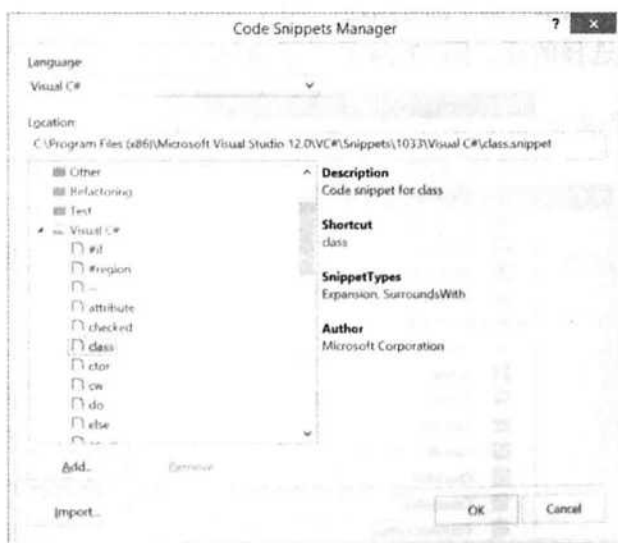 Code Snippets Manager
? ×
Language
Visual C#
Location:
C:\Program Files (x86)\Microsoft Visual Studio 12.0\VC#\Snippets\1033\Visual C#\class.snippet
Other
Refactoring
Test
Visual C#
#if
#region
~
attribute
checked
class
ctor
cw
do
else
Description
Code snippet for class
Shortcut
class
SnippetTypes
Expansion, SurroundsWith
Author
Microsoft Corporation
Add...
Remove
Import...
OK
Cancel